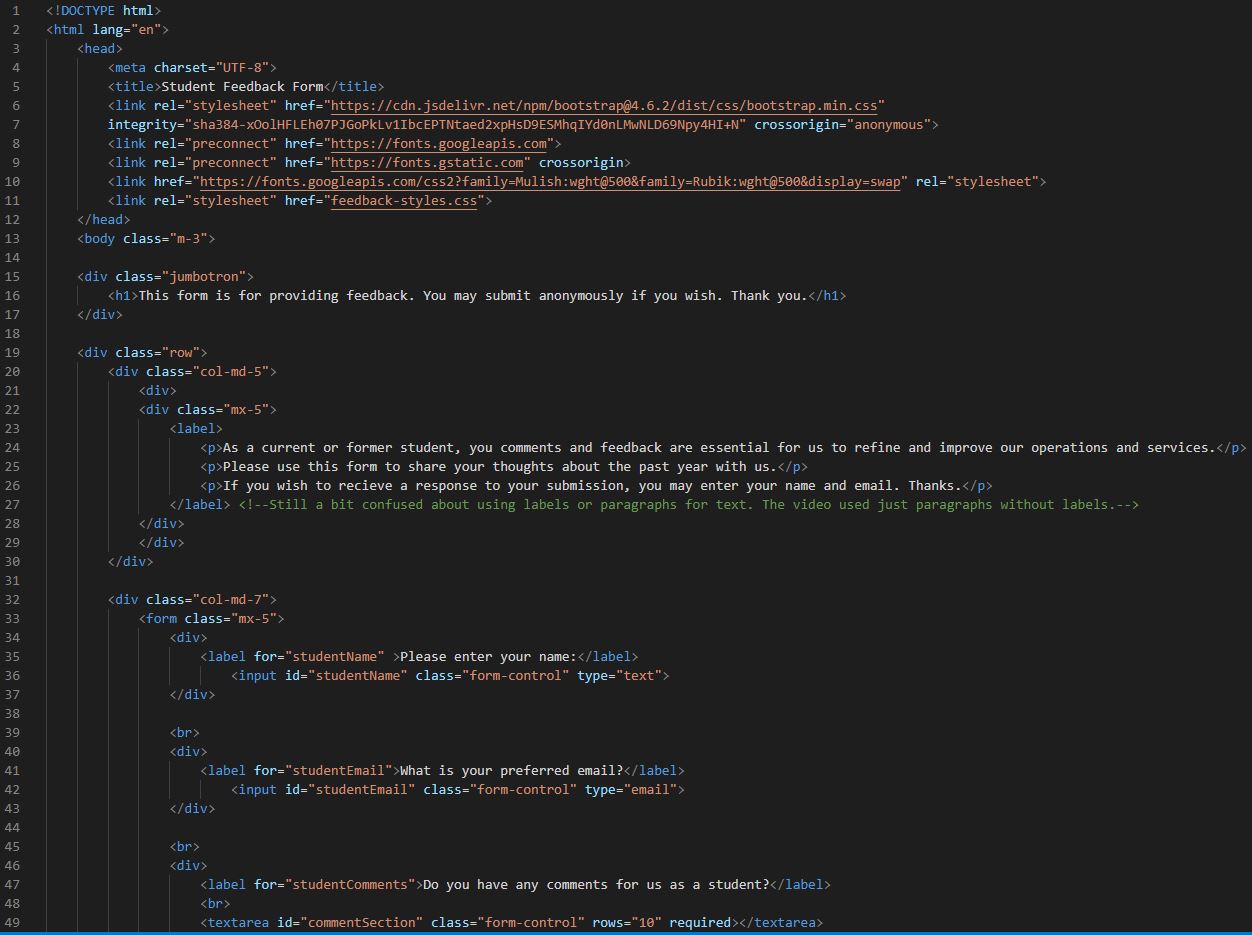 1 <!DOCTYPE html>
2 <html lang="en">
3     <head>
4         <meta charset="UTF-8">
5         <title>Student Feedback Form</title>
6         <link rel="stylesheet" href="https://cdn.jsdelivr.net/npm/bootstrap@4.6.2/dist/css/bootstrap.min.css"
7         integrity="sha384-xOolHFLEh07PJGoPkLv1IbcEPTNtaed2xpHsD9ESMhqIYd0nLMwNLD69Npy4HI+N" crossorigin="anonymous">
8         <link rel="preconnect" href="https://fonts.googleapis.com">
9         <link rel="preconnect" href="https://fonts.gstatic.com" crossorigin>
10         <link href="https://fonts.googleapis.com/css2?family=Mulish:wght@500&family=Rubik:wght@500&display=swap" rel="stylesheet">
11         <link rel="stylesheet" href="feedback-styles.css">
12     </head>
13     <body class="m-3">
14
15     <div class="jumbotron">
16         <h1>This form is for providing feedback. You may submit anonymously if you wish. Thank you.</h1>
17     </div>
18
19     <div class="row">
20         <div class="col-md-5">
21             <div>
22             <div class="mx-5">
23                 <label>
24                     <p>As a current or former student, you comments and feedback are essential for us to refine and improve our operations and services.</p>
25                     <p>Please use this form to share your thoughts about the past year with us.</p>
26                     <p>If you wish to recieve a response to your submission, you may enter your name and email. Thanks.</p>
27                 </label> <!--Still a bit confused about using labels or paragraphs for text. The video used just paragraphs without labels.-->
28             </div>
29             </div>
30         </div>
31
32         <div class="col-md-7">
33             <form class="mx-5">
34                 <div>
35                     <label for="studentName" >Please enter your name:</label>
36                         <input id="studentName" class="form-control" type="text">
37                 </div>
38
39                 <br>
40                 <div>
41                     <label for="studentEmail">What is your preferred email?</label>
42                         <input id="studentEmail" class="form-control" type="email">
43                 </div>
44
45                 <br>
46                 <div>
47                     <label for="studentComments">Do you have any comments for us as a student?</label>
48                     <br>
49                     <textarea id="commentSection" class="form-control" rows="10" required></textarea>